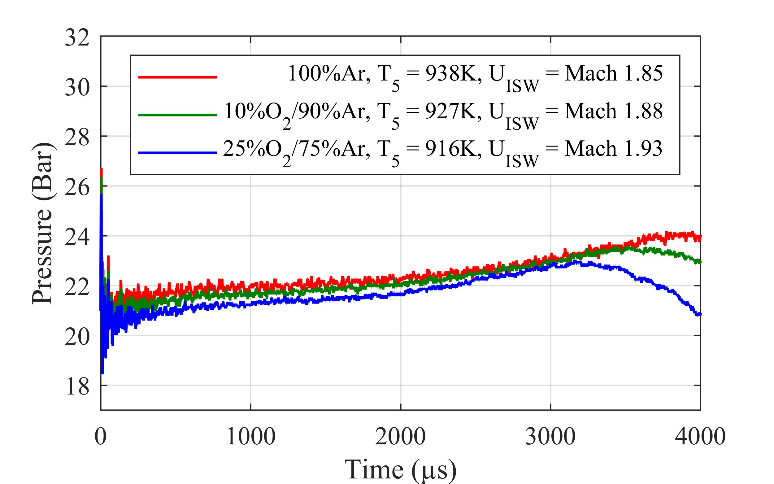 32
30
28
26
24
22
20
18
Pressure (Bar)
100%Ar, T5 = 938K, UISW = Mach 1.85
10%O2/90%Ar, T5 = 927K, UISW = Mach 1.88
25%O2/75%Ar, T5 = 916K, UISW = Mach 1.93
0 1000 2000 3000 4000
Time (μs)